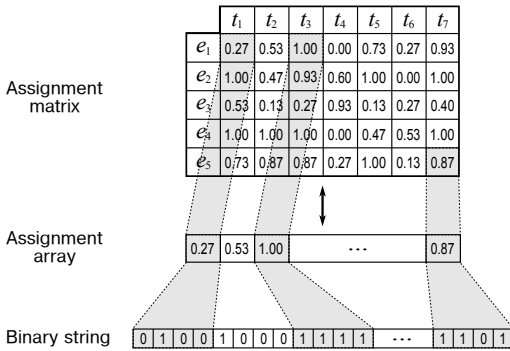 t1 t2 t3 t4 t5 t6 t7
e1 0.27 0.53 1.00 0.00 0.73 0.27 0.93
e2 1.00 0.47 0.93 0.60 1.00 0.00 1.00
Assignment
matrix
e3 0.53 0.13 0.27 0.93 0.13 0.27 0.40
e4 1.00 1.00 1.00 0.00 0.47 0.53 1.00
e5 0.73 0.87 0.87 0.27 1.00 0.13 0.87
Assignment
array
0.27 0.53 1.00 ... 0.87
Binary string
0 1 0 0 1 0 0 0 1 1 1 1 ... 1 1 0 1